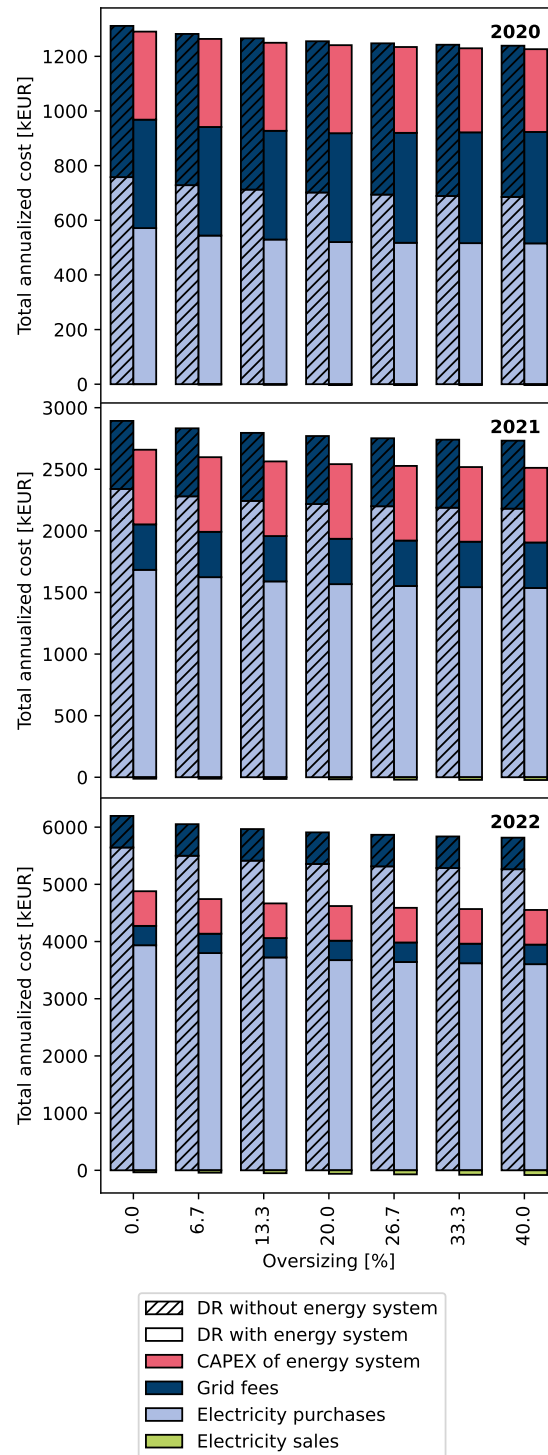 2020
Total annualized cost [kEUR]
1200
1000
800
600
400
200
0
2021
Total annualized cost [kEUR]
3000
2500
2000
1500
1000
500
0
2022
Total annualized cost [kEUR]
6000
5000
4000
3000
2000
1000
0
0.0 6.7 13.3 20.0 26.7 33.3 40.0
Oversizing [%]
DR without energy system
DR with energy system
CAPEX of energy system
Grid fees
Electricity purchases
Electricity sales